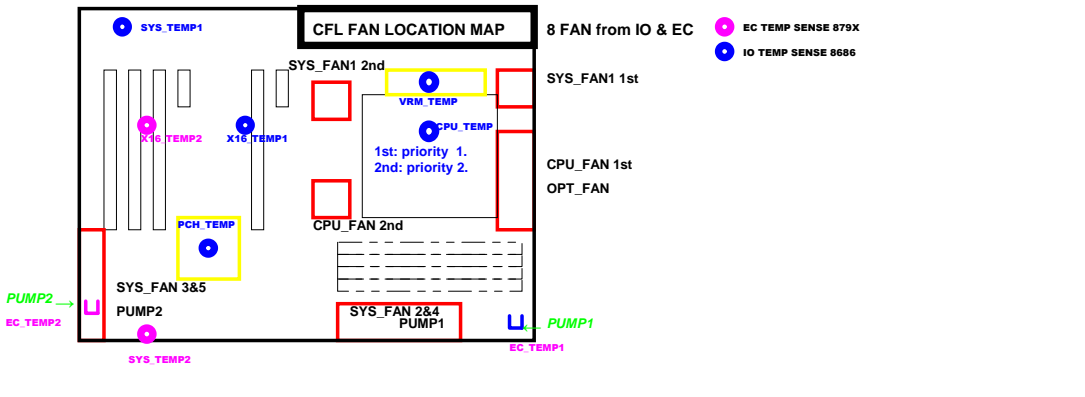 SYS_TEMP1
CFL FAN LOCATION MAP
8 FAN from IO & EC
EC TEMP SENSE 879X
IO TEMP SENSE 8686
SYS_FAN1 2nd
SYS_FAN1 1st
VRM_TEMP
X16_TEMP2
X16_TEMP1
CPU_TEMP
1st: priority 1.
2nd: priority 2.
CPU_FAN 1st
OPT_FAN
PCH_TEMP
CPU_FAN 2nd
SYS_FAN 3&5
PUMP2
PUMP2
EC_TEMP2
SYS_FAN 2&4
PUMP1
PUMP1
EC_TEMP1
SYS_TEMP2